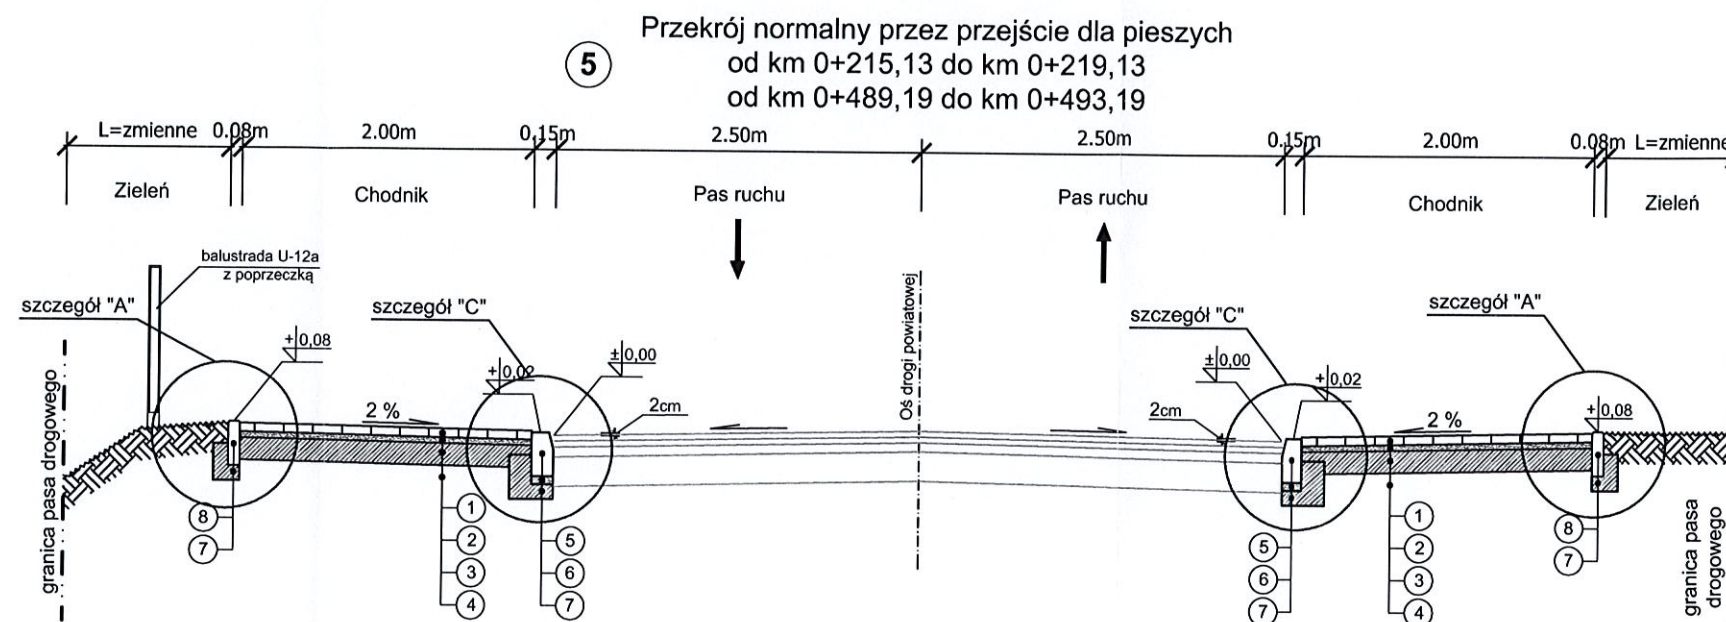 Przekrój normalny przez przejście dla pieszych
5
od km 0+215,13 do km 0+219,13
od km 0+489,19 do km 0+493,19
L=zmienne 0.08m 2.00m 0.15m 2.50m 2.50m 0.15m 2.00m 0.08m L=zmienne
Zieleń Chodnik Pas ruchu Pas ruchu Chodnik Zieleń
balustrada U-12a
z poprzeczką
szczegół "A"
szczegół "C"
szczegół "C"
szczegół "A"
+0,08
+0,02
±0,00
2cm
2 %
Oś drogi powiatowej
±0,00
+0,02
2cm
2 %
+0,08
granica pasa drogowego
8
7
1
2
3
4
5
6
7
5
6
7
1
2
3
4
8
7
granica pasa
drogowego